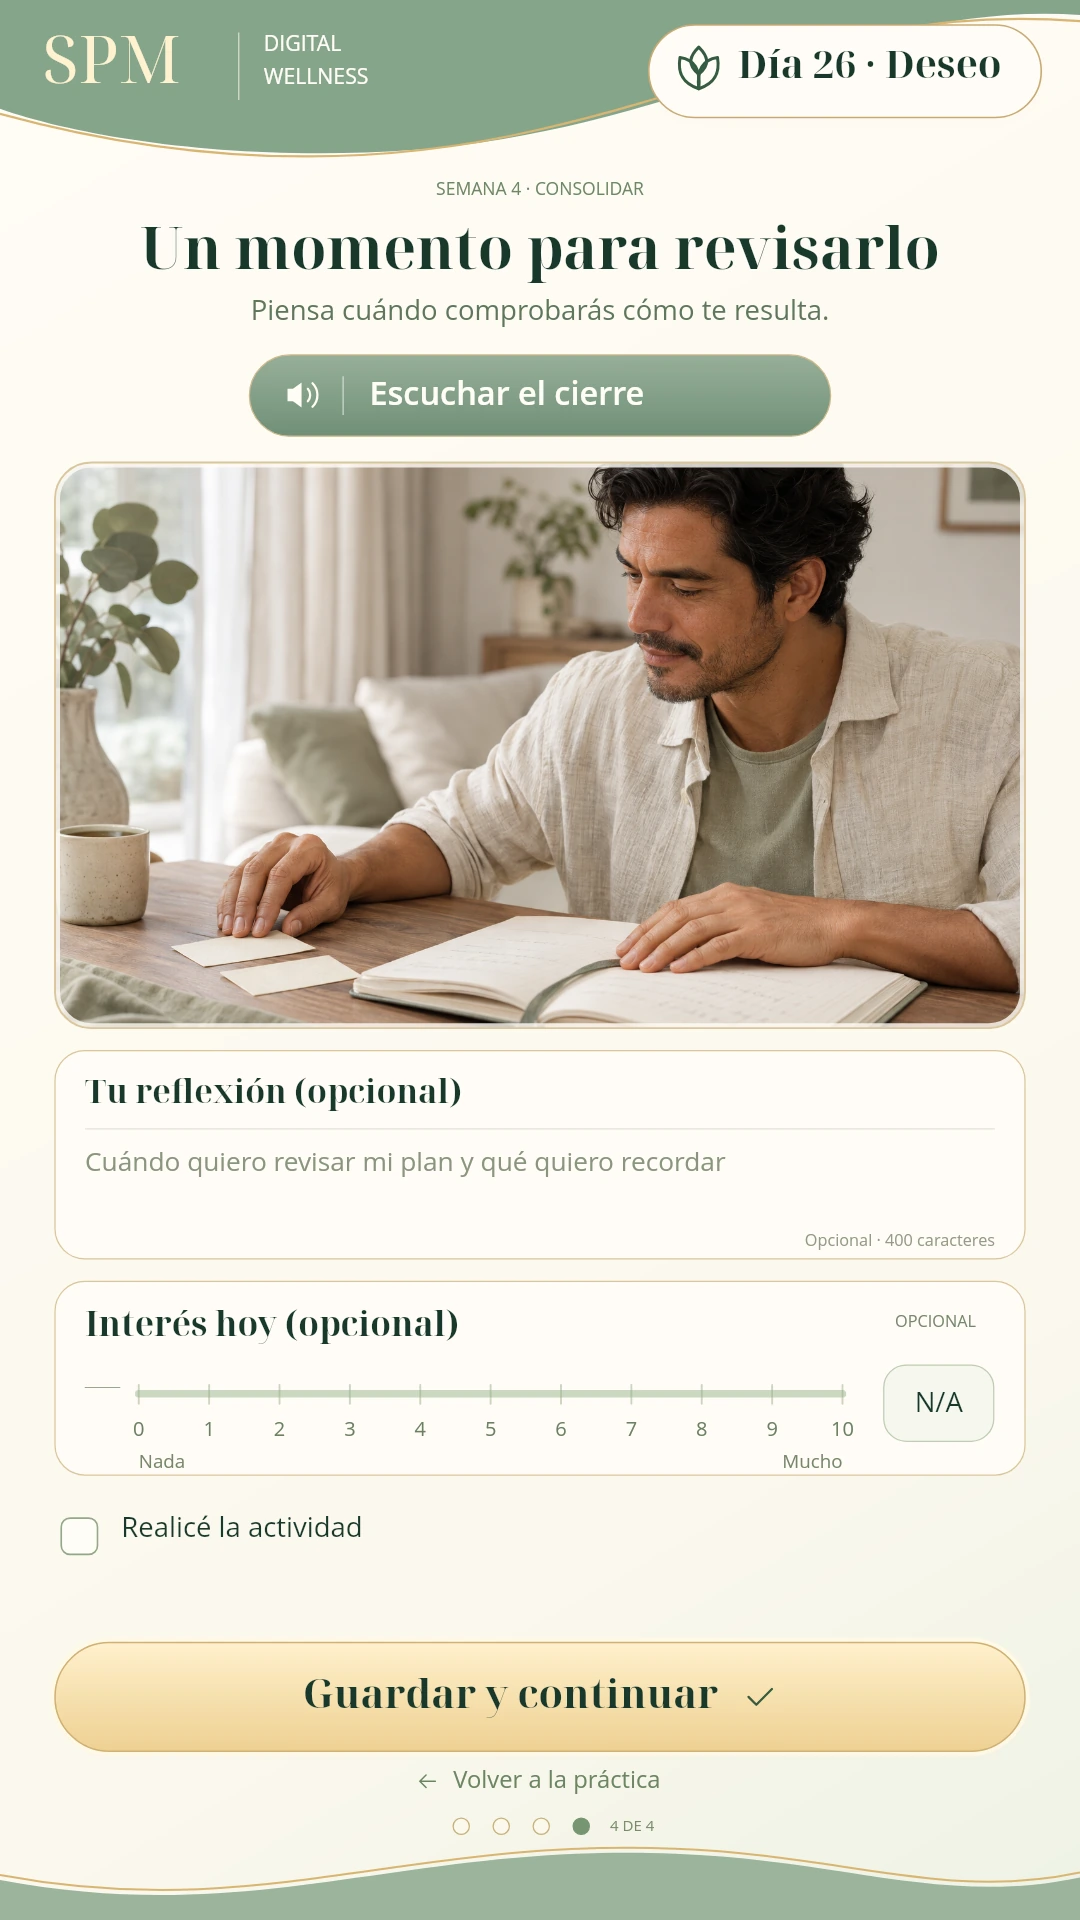 SPM
DIGITAL
WELLNESS
Día 26 · Deseo
SEMANA 4 · CONSOLIDAR
Un momento para revisarlo
Piensa cuándo comprobarás cómo te resulta.
Escuchar el cierre
Tu reflexión (opcional)
Cuándo quiero revisar mi plan y qué quiero recordar
Opcional · 400 caracteres
Interés hoy (opcional)
OPCIONAL
N/A
0 1 2 3 4 5 6 7 8 9 10
Nada Mucho
Realicé la actividad
Guardar y continuar
← Volver a la práctica
4 DE 4